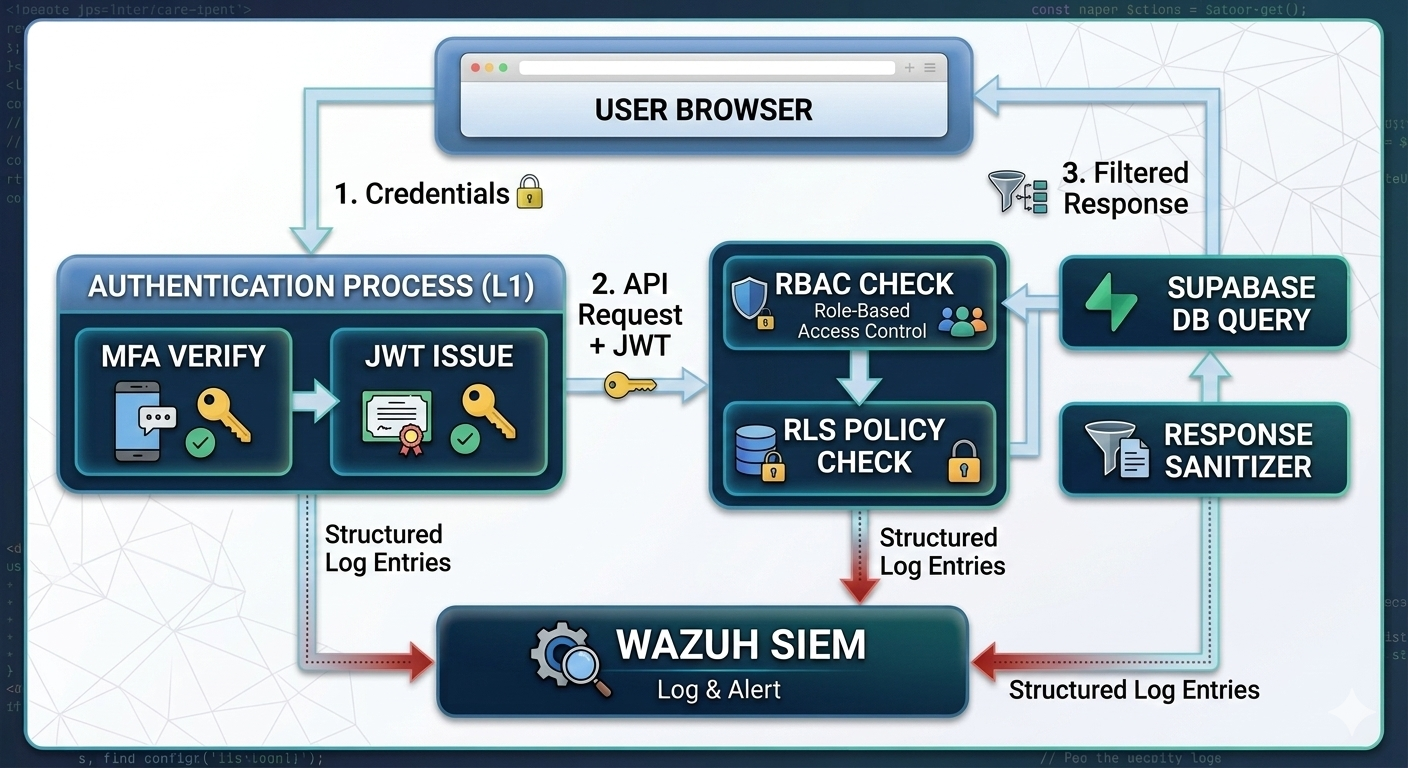 USER BROWSER
1. Credentials
3. Filtered
Response
AUTHENTICATION PROCESS (L1)
MFA VERIFY
JWT ISSUE
2. API
Request
+ JWT
RBAC CHECK
Role-Based
Access Control
RLS POLICY
CHECK
SUPABASE
DB QUERY
RESPONSE
SANITIZER
Structured
Log Entries
Structured
Log Entries
WAZUH SIEM
Log & Alert
Structured Log Entries